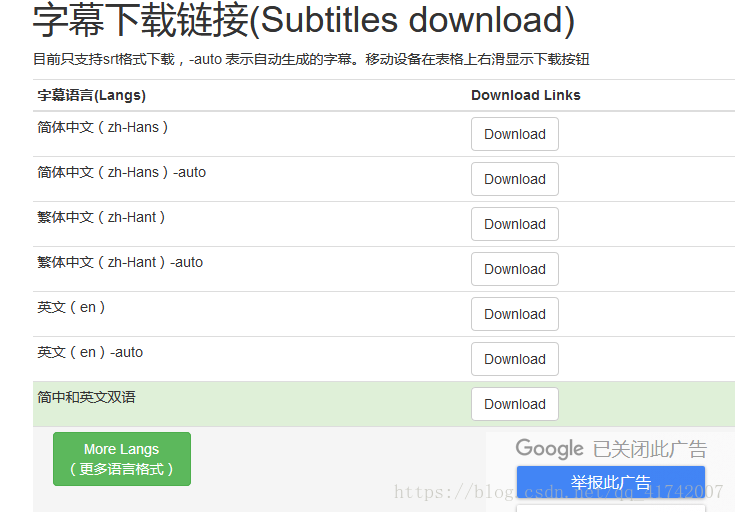 字幕下载链接(Subtitles download)
目前只支持srt格式下载，-auto 表示自动生成的字幕。移动设备在表格上右滑显示下载按钮
字幕语言(Langs) Download Links
简体中文（zh-Hans） Download
简体中文（zh-Hans）-auto Download
繁体中文（zh-Hant） Download
繁体中文（zh-Hant）-auto Download
英文（en） Download
英文（en）-auto Download
简中和英文双语 Download
More Langs
（更多语言格式）
Google 已关闭此广告
举报此广告
https://blog.csdn.net/qq_41742007